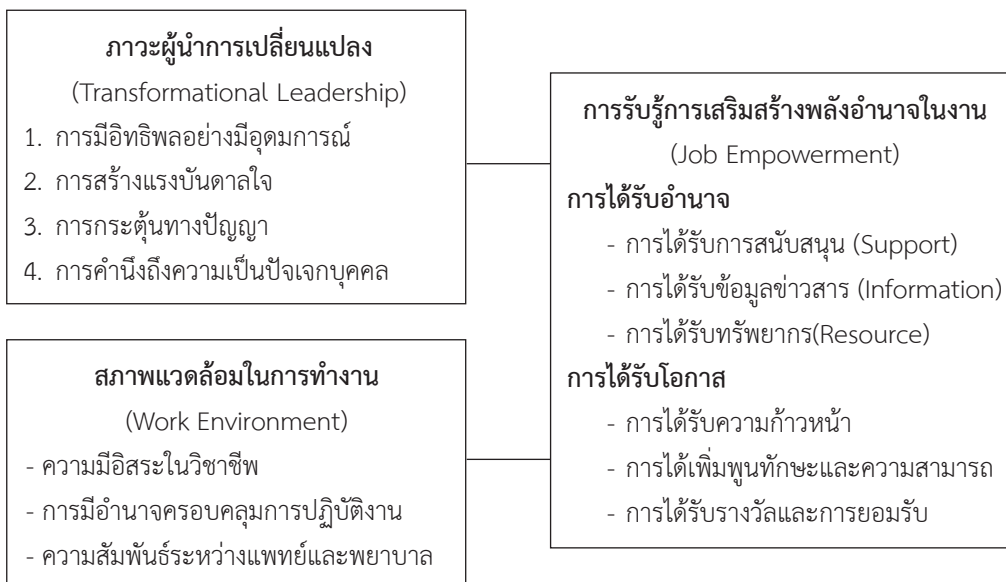 ภาวะผู้นำการเปลี่ยนแปลง
(Transformational Leadership)
1. การมีอิทธิพลอย่างมีอุดมการณ์
2. การสร้างแรงบันดาลใจ
3. การกระตุ้นทางปัญญา
4. การคำนึงถึงความเป็นปัจเจกบุคคล
สภาพแวดล้อมในการทำงาน
(Work Environment)
- ความมีอิสระในวิชาชีพ
- การมีอำนาจครอบคลุมการปฏิบัติงาน
- ความสัมพันธ์ระหว่างแพทย์และพยาบาล
การรับรู้การเสริมสร้างพลังอำนาจในงาน
(Job Empowerment)
การได้รับอำนาจ
- การได้รับการสนับสนุน (Support)
- การได้รับข้อมูลข่าวสาร (Information)
- การได้รับทรัพยากร(Resource)
การได้รับโอกาส
- การได้รับความก้าวหน้า
- การได้เพิ่มพูนทักษะและความสามารถ
- การได้รับรางวัลและการยอมรับ